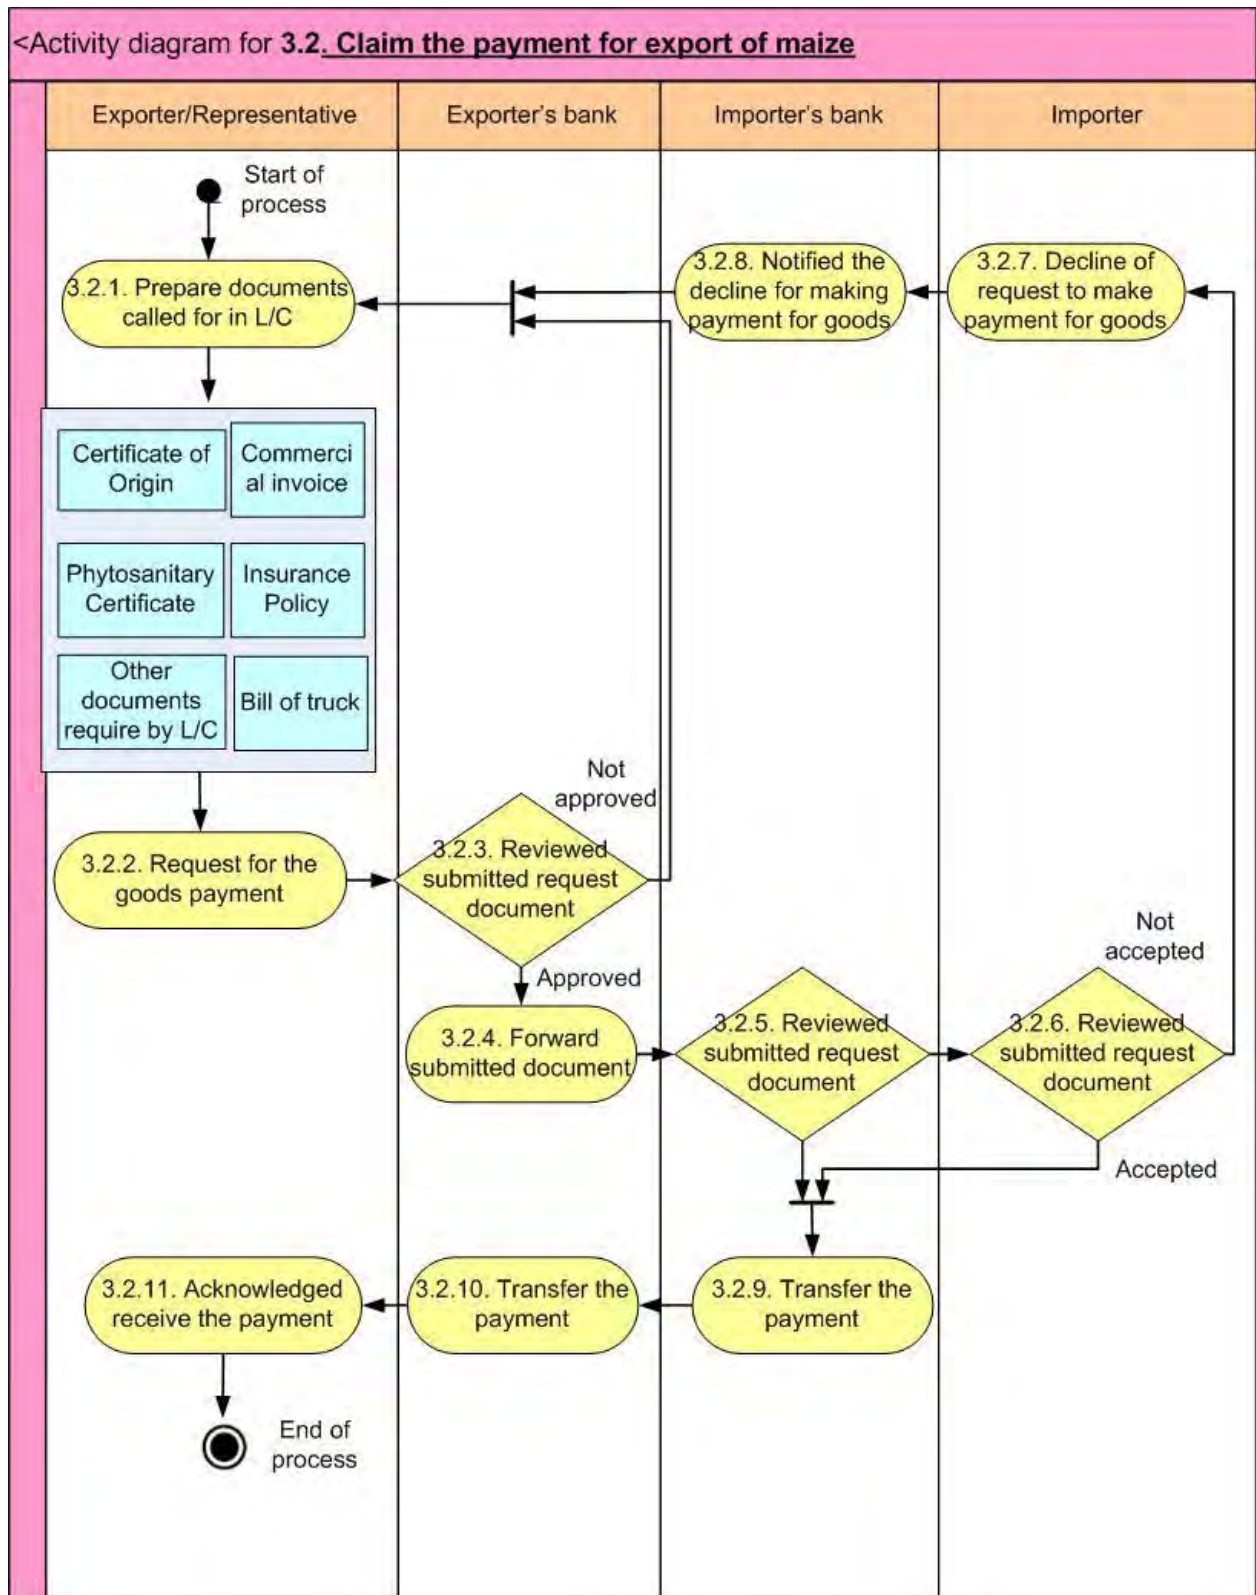 <Activity diagram for 3.2. Claim the payment for export of maize
Exporter/Representative
Exporter's bank
Importer's bank
Importer
Start of
process
3.2.1. Prepare documents
called for in L/C
3.2.8. Notified the
decline for making
payment for goods
3.2.7. Decline of
request to make
payment for goods
Certificate of
Origin
Commerci
al invoice
Phytosanitary
Certificate
Insurance
Policy
Other
documents
require by L/C
Bill of truck
3.2.2. Request for the
goods payment
Not
approved
3.2.3. Reviewed
submitted request
document
Approved
3.2.4. Forward
submitted document
3.2.5. Reviewed
submitted request
document
Not
accepted
3.2.6. Reviewed
submitted request
document
Accepted
3.2.11. Acknowledged
receive the payment
3.2.10. Transfer the
payment
3.2.9. Transfer the
payment
End of
process